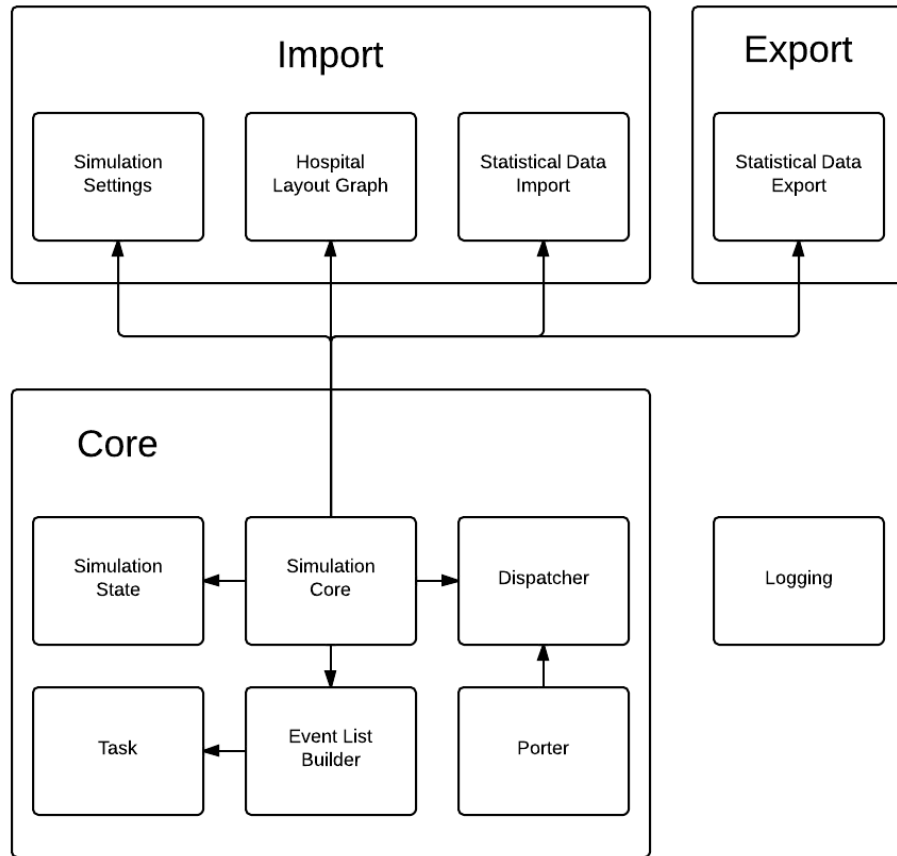 Import
Export
Simulation
Settings
Hospital
Layout Graph
Statistical Data
Import
Statistical Data
Export
Core
Simulation
State
Simulation
Core
Dispatcher
Logging
Task
Event List
Builder
Porter